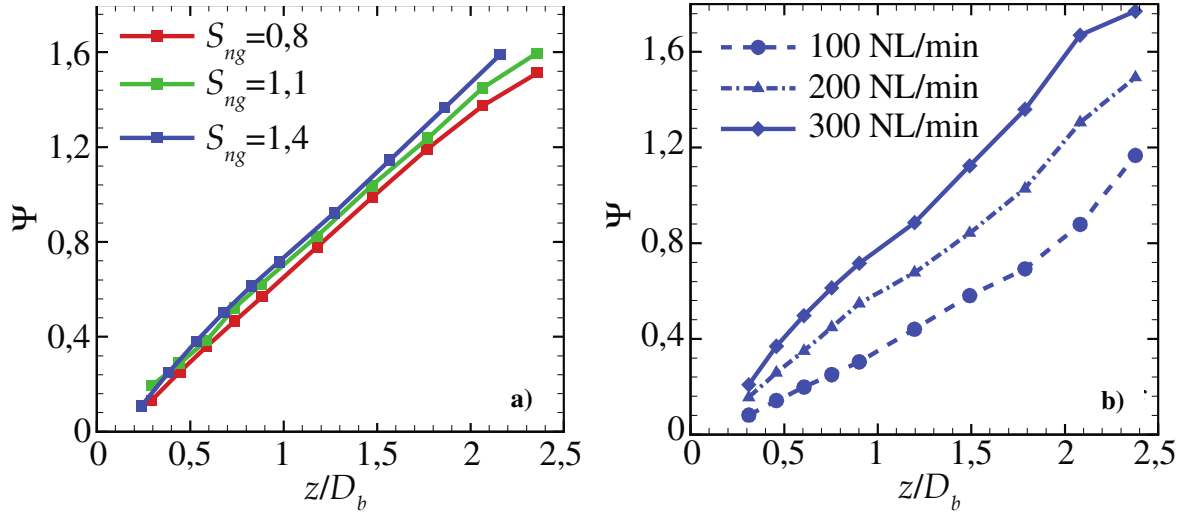 Ψ
1,6
1,2
0,8
0,4
0
S_ng=0,8
S_ng=1,1
S_ng=1,4
a)
0 0,5 1 1,5 2 2,5
z/D_b
Ψ
1,6
1,2
0,8
0,4
0
100 NL/min
200 NL/min
300 NL/min
b)
0 0,5 1 1,5 2 2,5
z/D_b